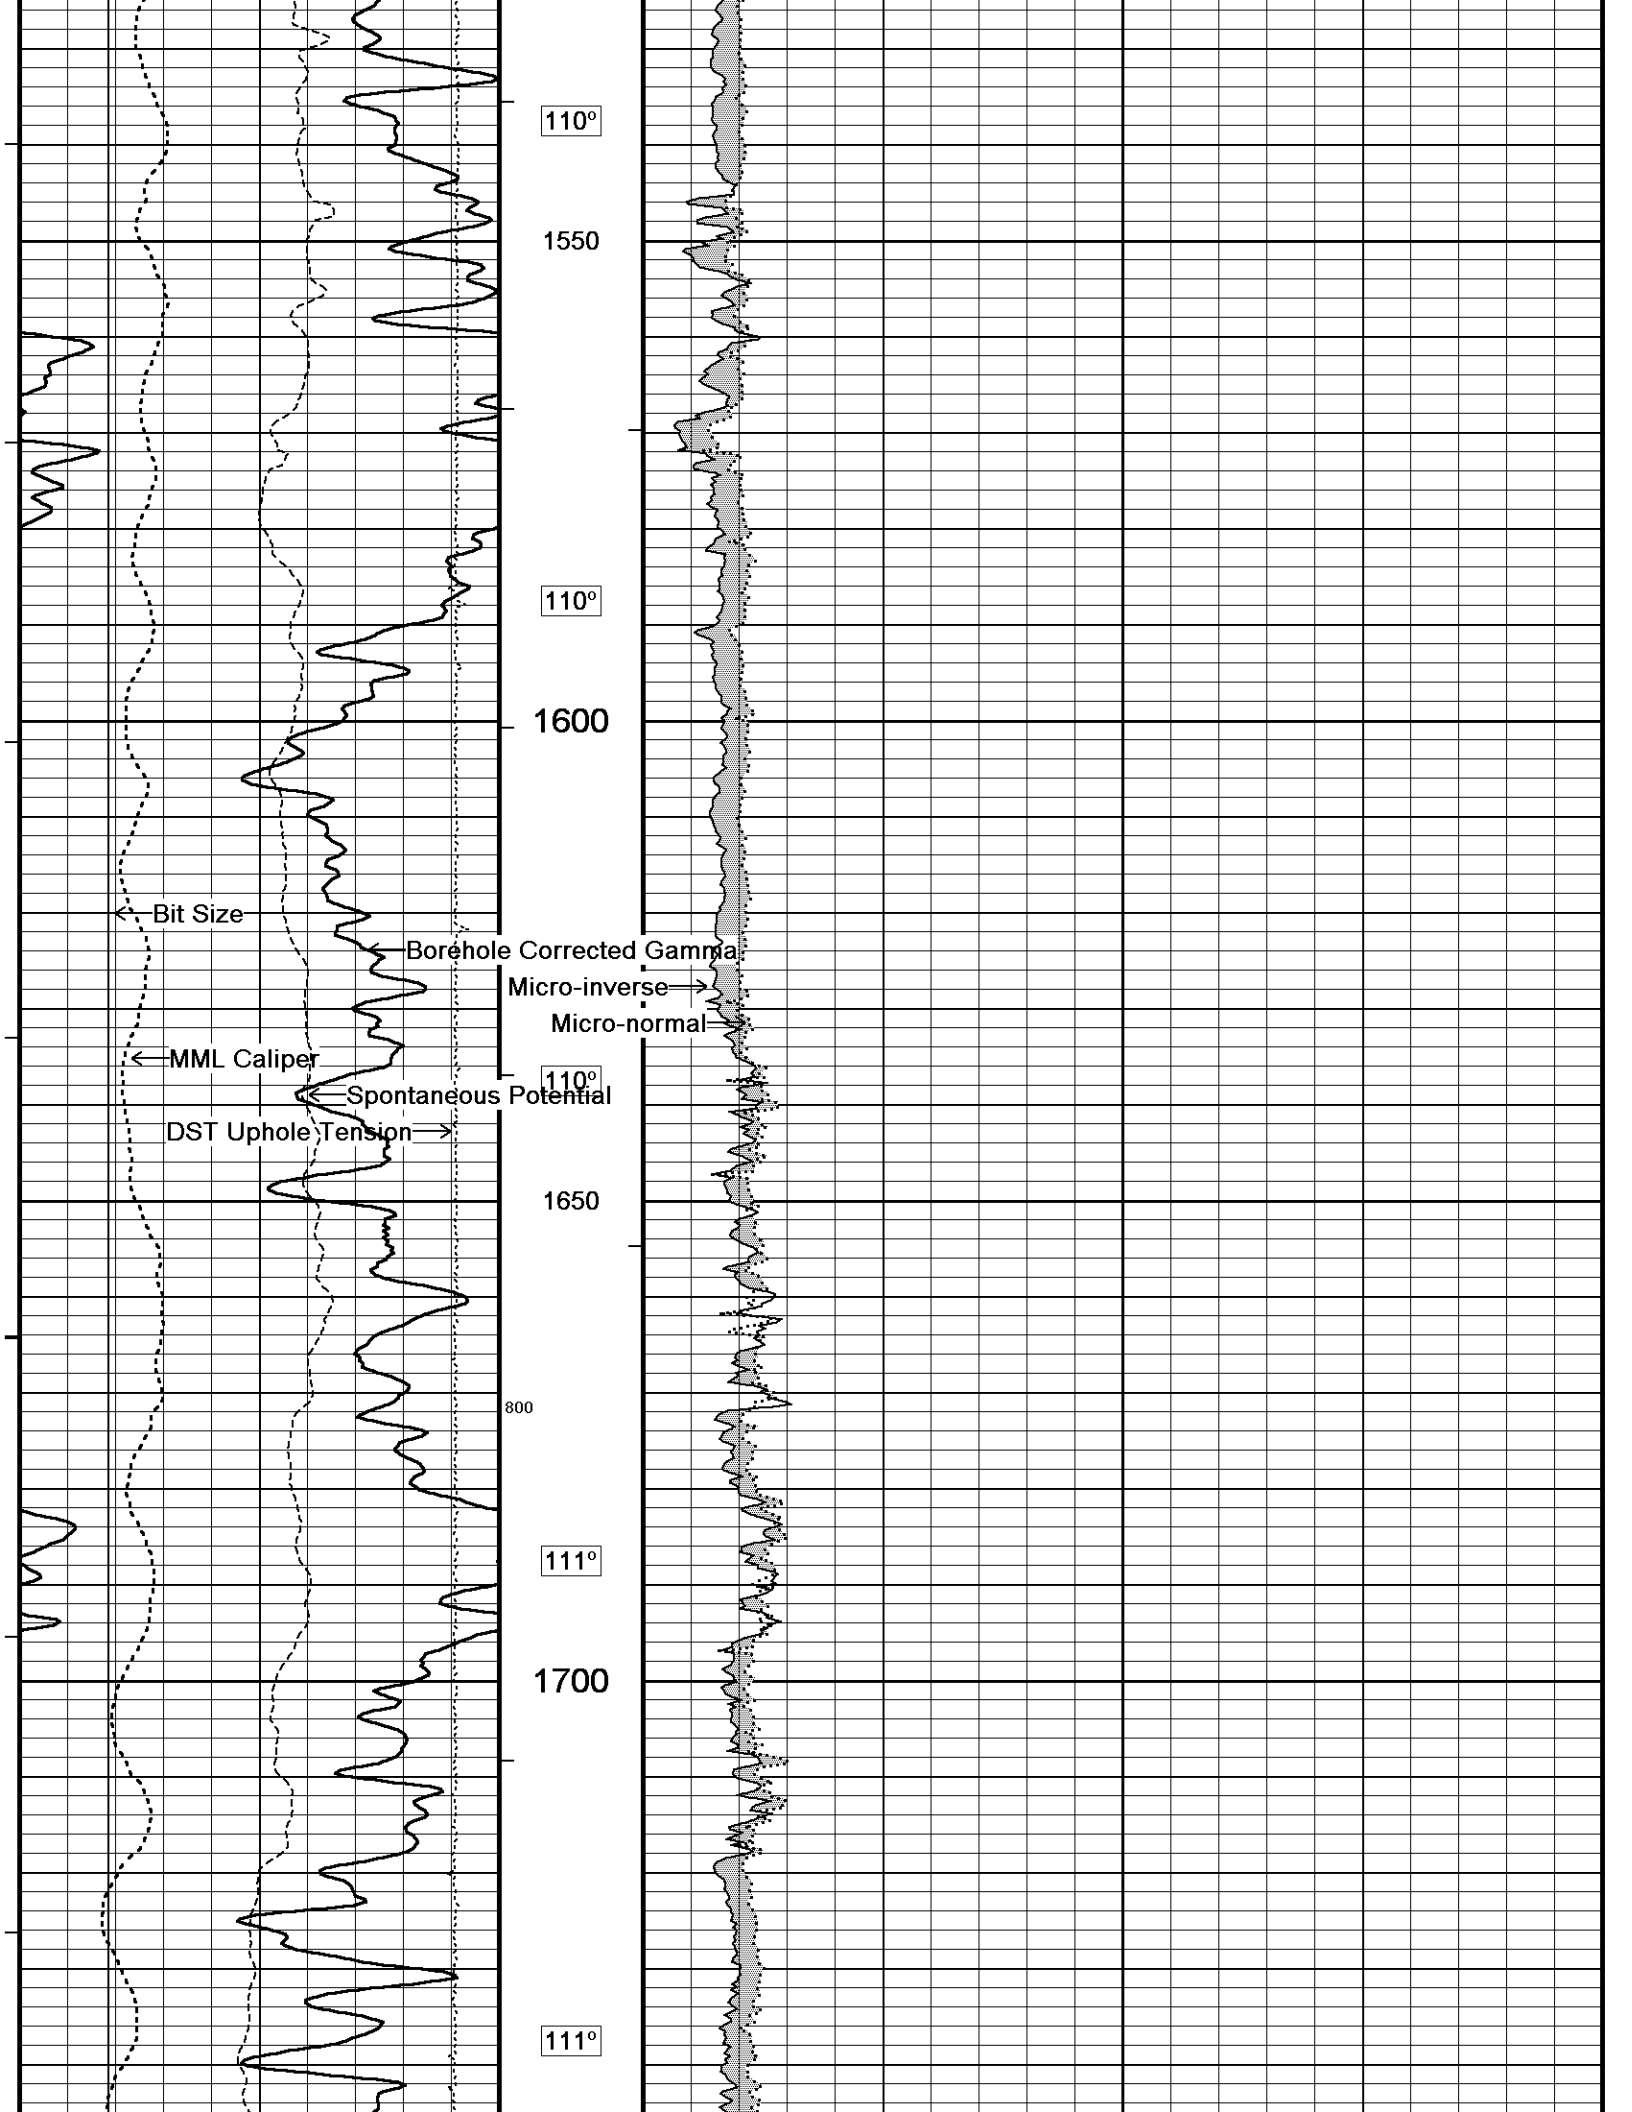 110°
1550
110°
1600
Bit Size
Borehole Corrected Gamma
Micro-inverse
Micro-normal
MML Caliper
110°
Spontaneous Potential
DST Uphole Tension
1650
800
111°
1700
111°